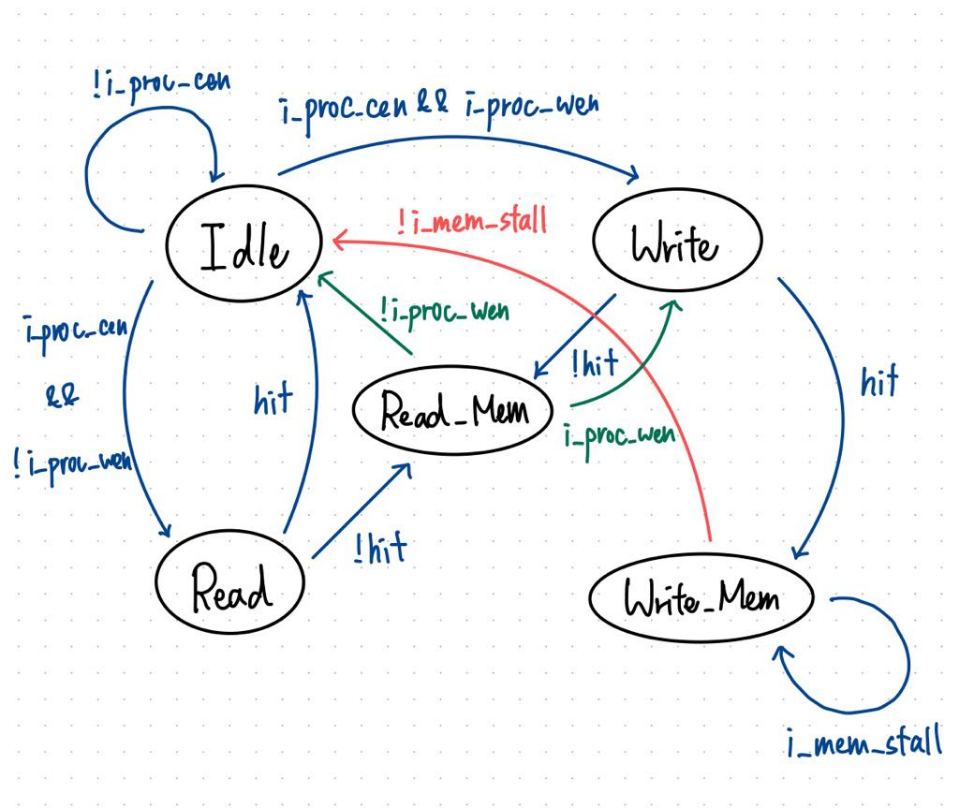 !i_proc_cen
i_proc_cen && i_proc_wen
!i_mem_stall
Idle
Write
!i_proc_wen
i_proc_cen
&&
!i_proc_wen
hit
!hit
hit
Read_Mem
i_proc_wen
!hit
Read
Write_Mem
i_mem_stall